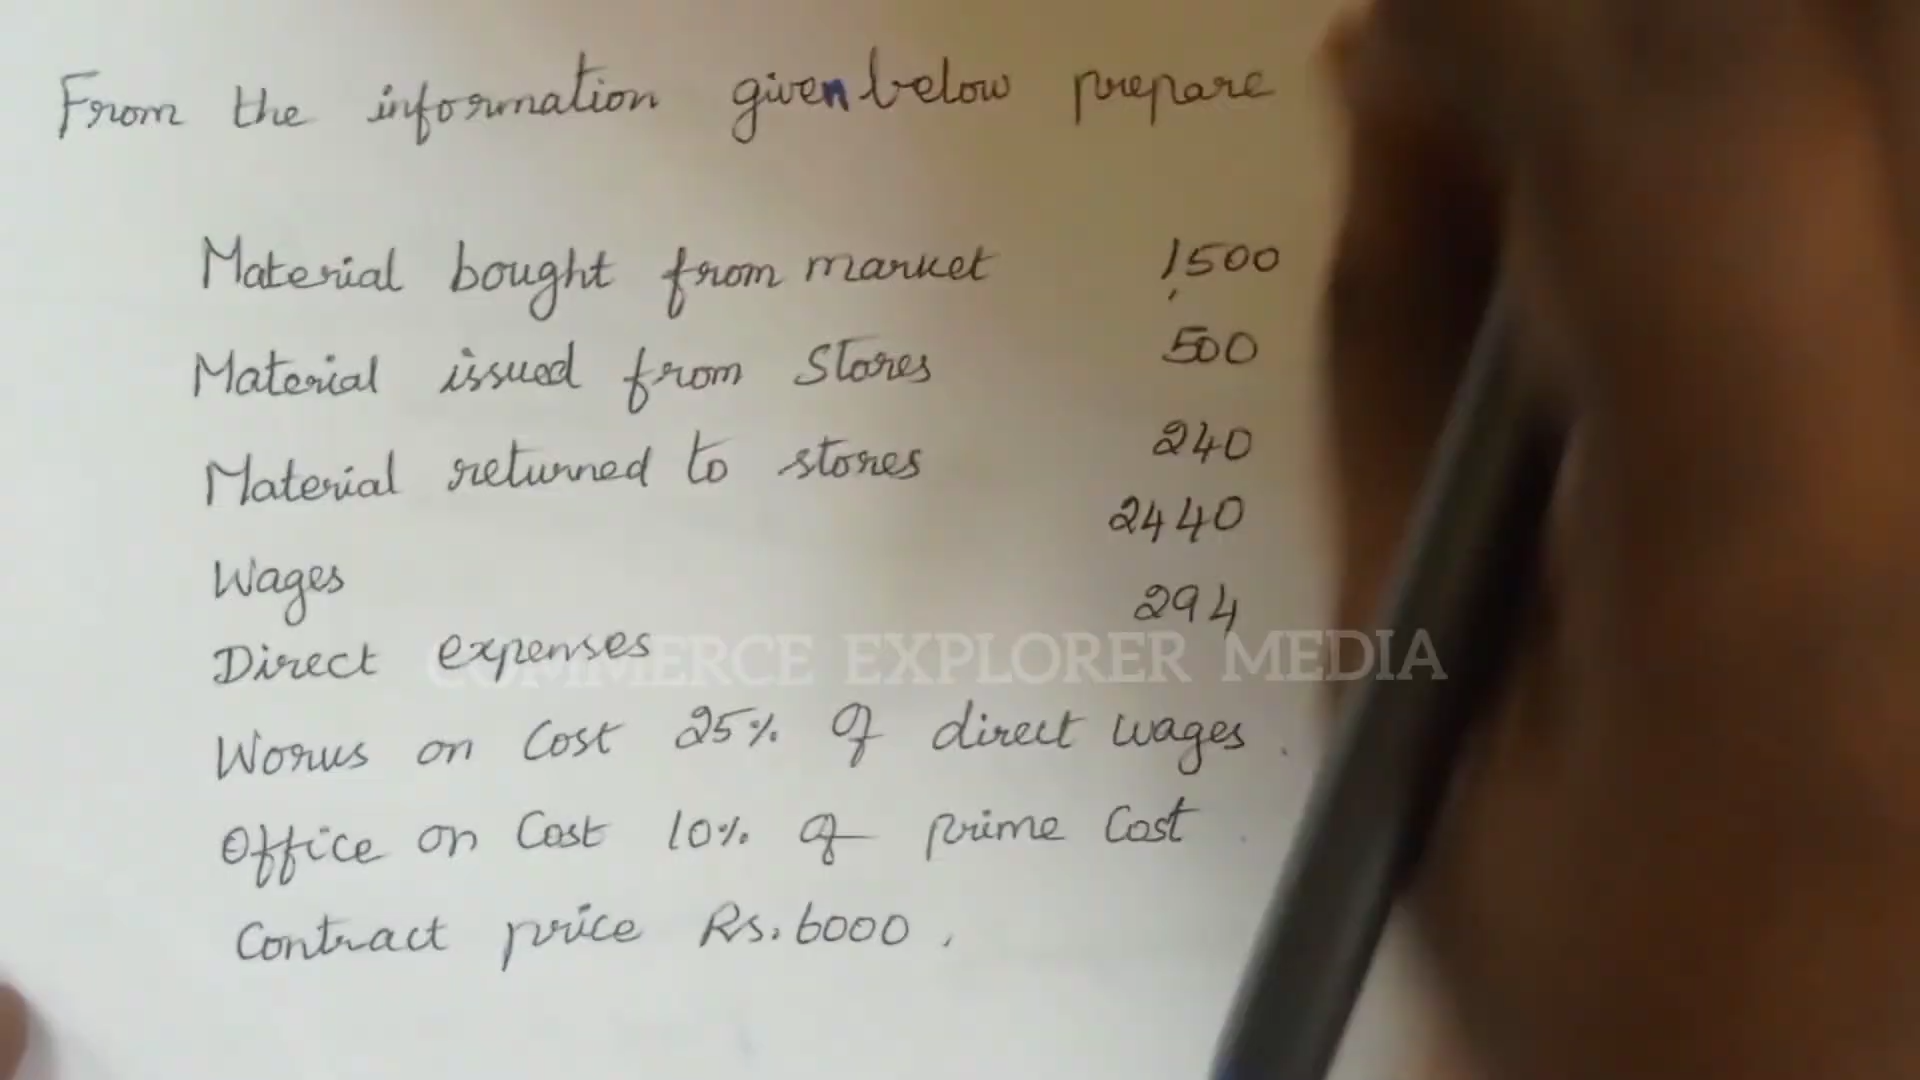 From the information given below prepare
Material bought from market 1,500
Material issued from Stores 500
Material returned to stores 240
Wages 2440
Direct expenses 294
COMMERCE EXPLORER MEDIA
Works on Cost 25% of direct wages.
Office on Cost 10% of prime Cost
Contract price Rs. 6000.